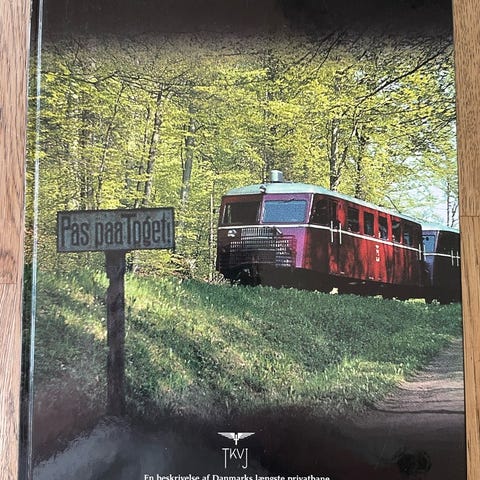 Pas paa Toget!
TKVJ
En beskrivelse af Danmarks længste privatbane